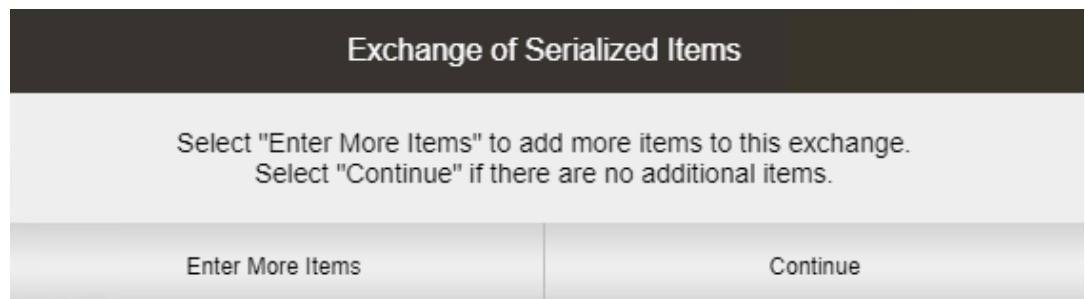 Exchange of Serialized Items
Select "Enter More Items" to add more items to this exchange.
Select "Continue" if there are no additional items.
Enter More Items
Continue